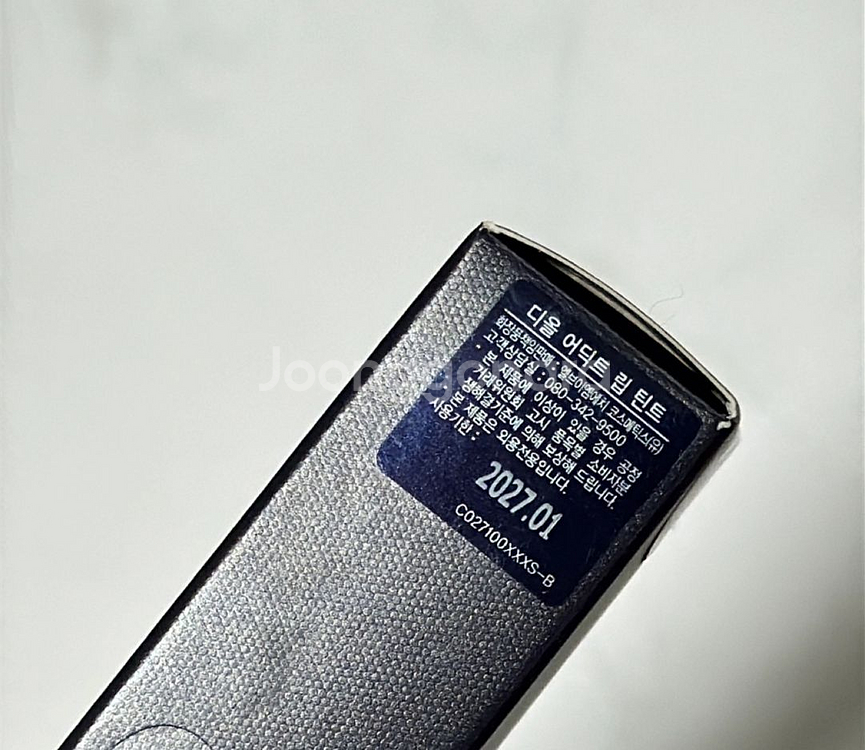 디올 어딕트 립 틴트
화장품책임판매업자 : 엘브이엠에치 코스메틱스(유)
고객상담실 : 080-342-9500
· 본 제품에 이상이 있을 경우 공정
거래위원회 고시 품목별 소비자분
쟁해결기준에 의해 보상해 드립니다.
· 본 제품은 외용전용입니다.
사용기한 :
2027.01
C027100XXXS-B
Joonggonara